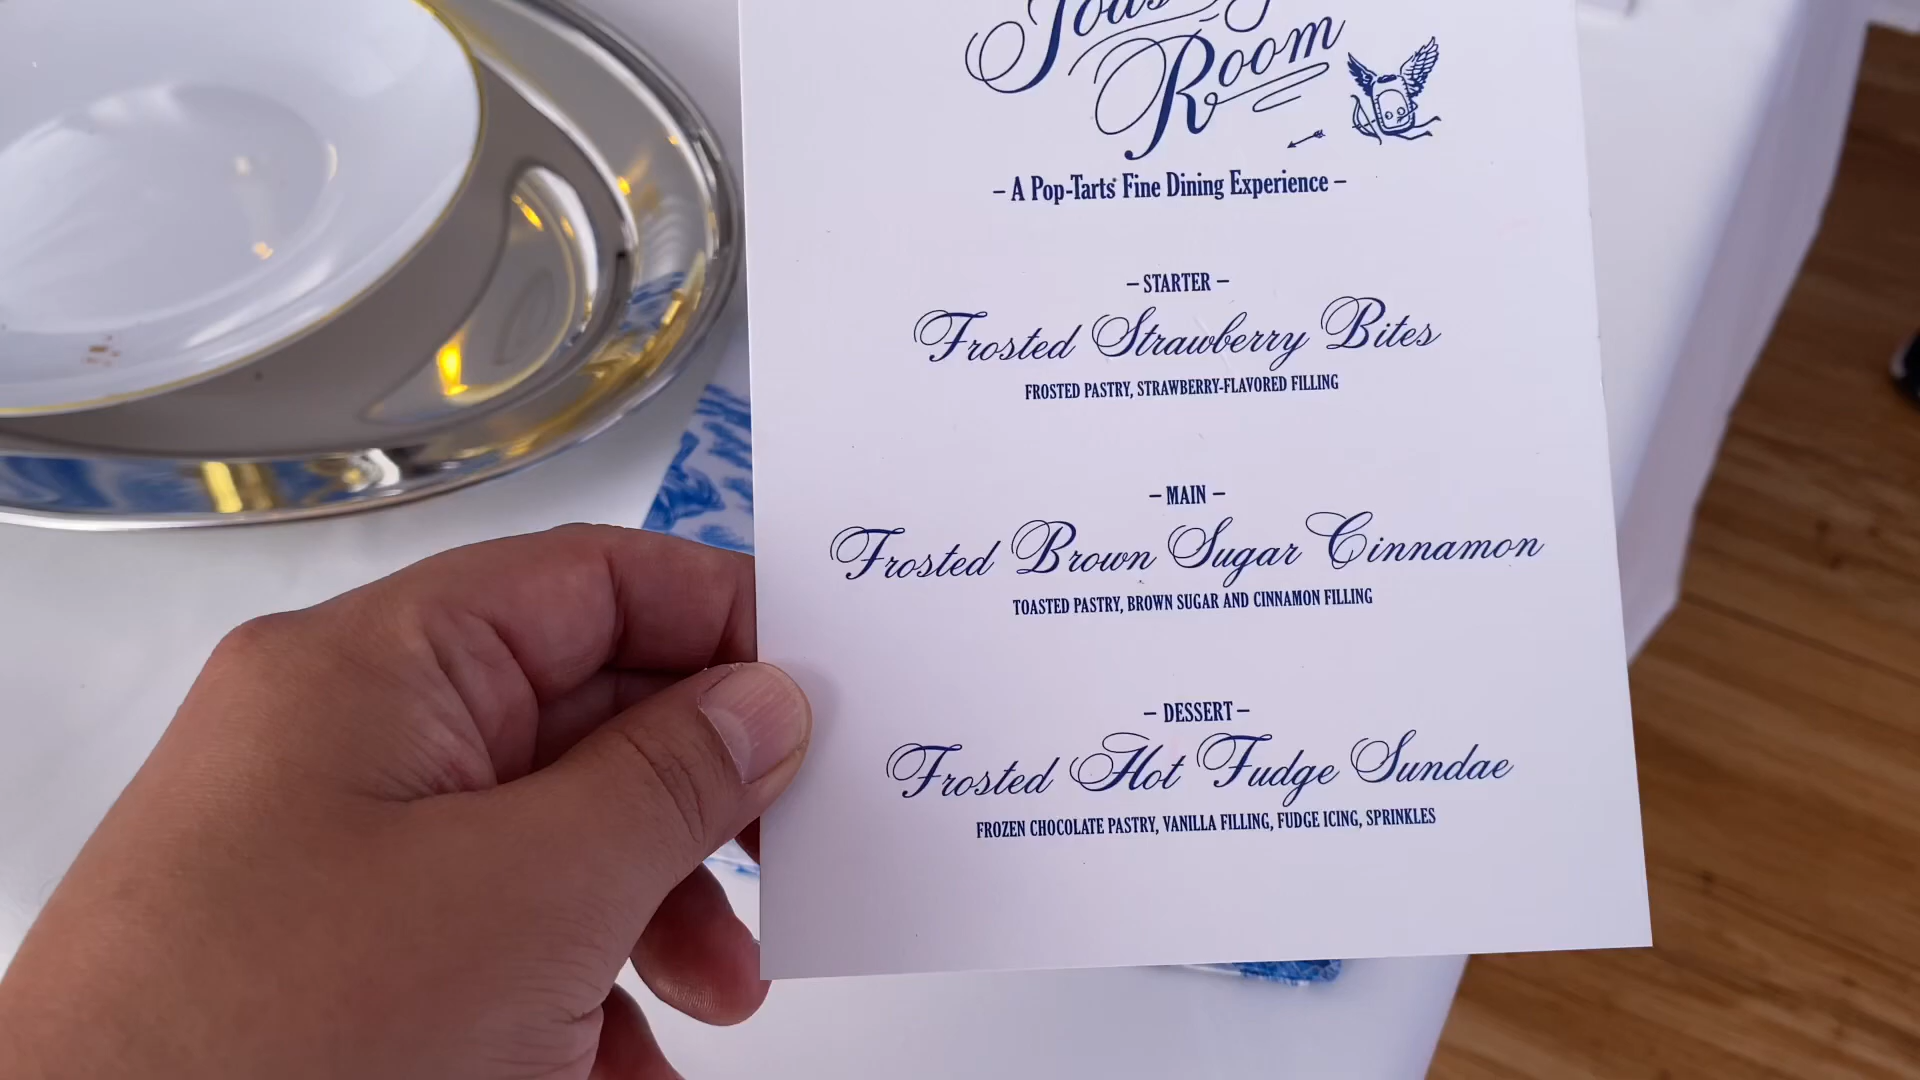 Room
– A Pop-Tarts® Fine Dining Experience –
– STARTER –
Frosted Strawberry Bites
FROSTED PASTRY, STRAWBERRY-FLAVORED FILLING
– MAIN –
Frosted Brown Sugar Cinnamon
TOASTED PASTRY, BROWN SUGAR AND CINNAMON FILLING
– DESSERT –
Frosted Hot Fudge Sundae
FROZEN CHOCOLATE PASTRY, VANILLA FILLING, FUDGE ICING, SPRINKLES